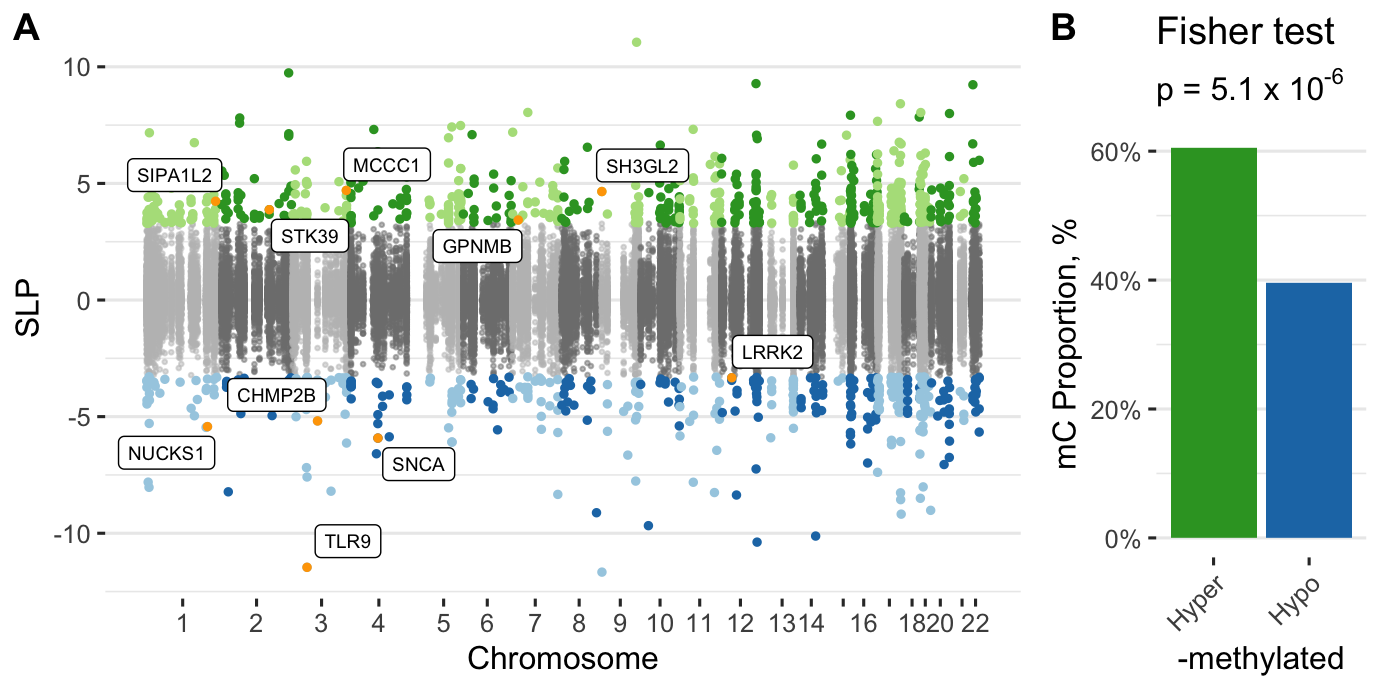 A
SLP
10
5
0
-5
-10
SIPA1L2
MCCC1
SH3GL2
STK39
GPNMB
LRRK2
CHMP2B
NUCKS1
SNCA
TLR9
1 2 3 4 5 6 7 8 9 10 11 12 13 14 16 18 20 22
Chromosome
B
Fisher test
p = 5.1 x 10⁻⁶
mC Proportion, %
60%
40%
20%
0%
Hyper Hypo
-methylated